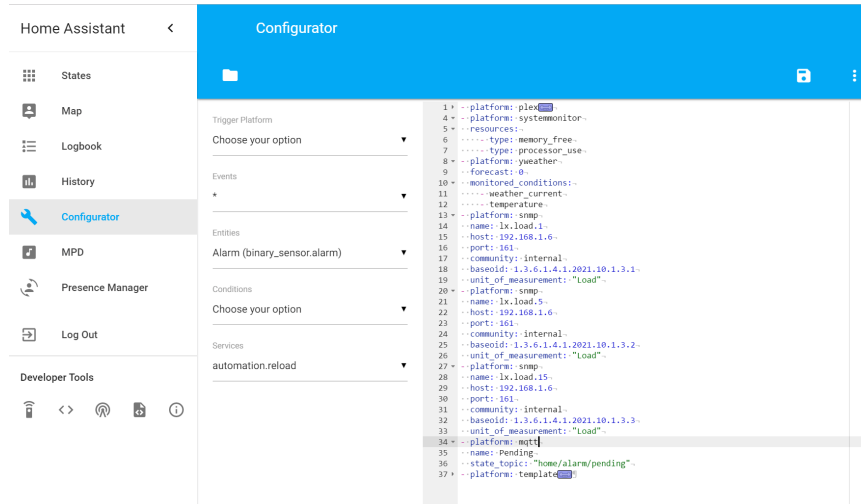 Home Assistant
Configurator
States
Map
Logbook
History
Configurator
MPD
Presence Manager
Log Out
Developer Tools
Trigger Platform
Choose your option
Events
*
Entities
Alarm (binary_sensor.alarm)
Conditions
Choose your option
Services
automation.reload
1 - platform: plex
4 - platform: systemmonitor
5 resources:
6 - type: memory_free
7 - type: processor_use
8 - platform: yweather
9 forecast: 0
10 monitored_conditions:
11 - weather_current
12 - temperature
13 - platform: snmp
14 name: lx.load.1
15 host: 192.168.1.6
16 port: 161
17 community: internal
18 baseoid: 1.3.6.1.4.1.2021.10.1.3.1
19 unit_of_measurement: "Load"
20 - platform: snmp
21 name: lx.load.5
22 host: 192.168.1.6
23 port: 161
24 community: internal
25 baseoid: 1.3.6.1.4.1.2021.10.1.3.2
26 unit_of_measurement: "Load"
27 - platform: snmp
28 name: lx.load.15
29 host: 192.168.1.6
30 port: 161
31 community: internal
32 baseoid: 1.3.6.1.4.1.2021.10.1.3.3
33 unit_of_measurement: "Load"
34 - platform: mqtt
35 name: Pending
36 state_topic: "home/alarm/pending"
37 - platform: template